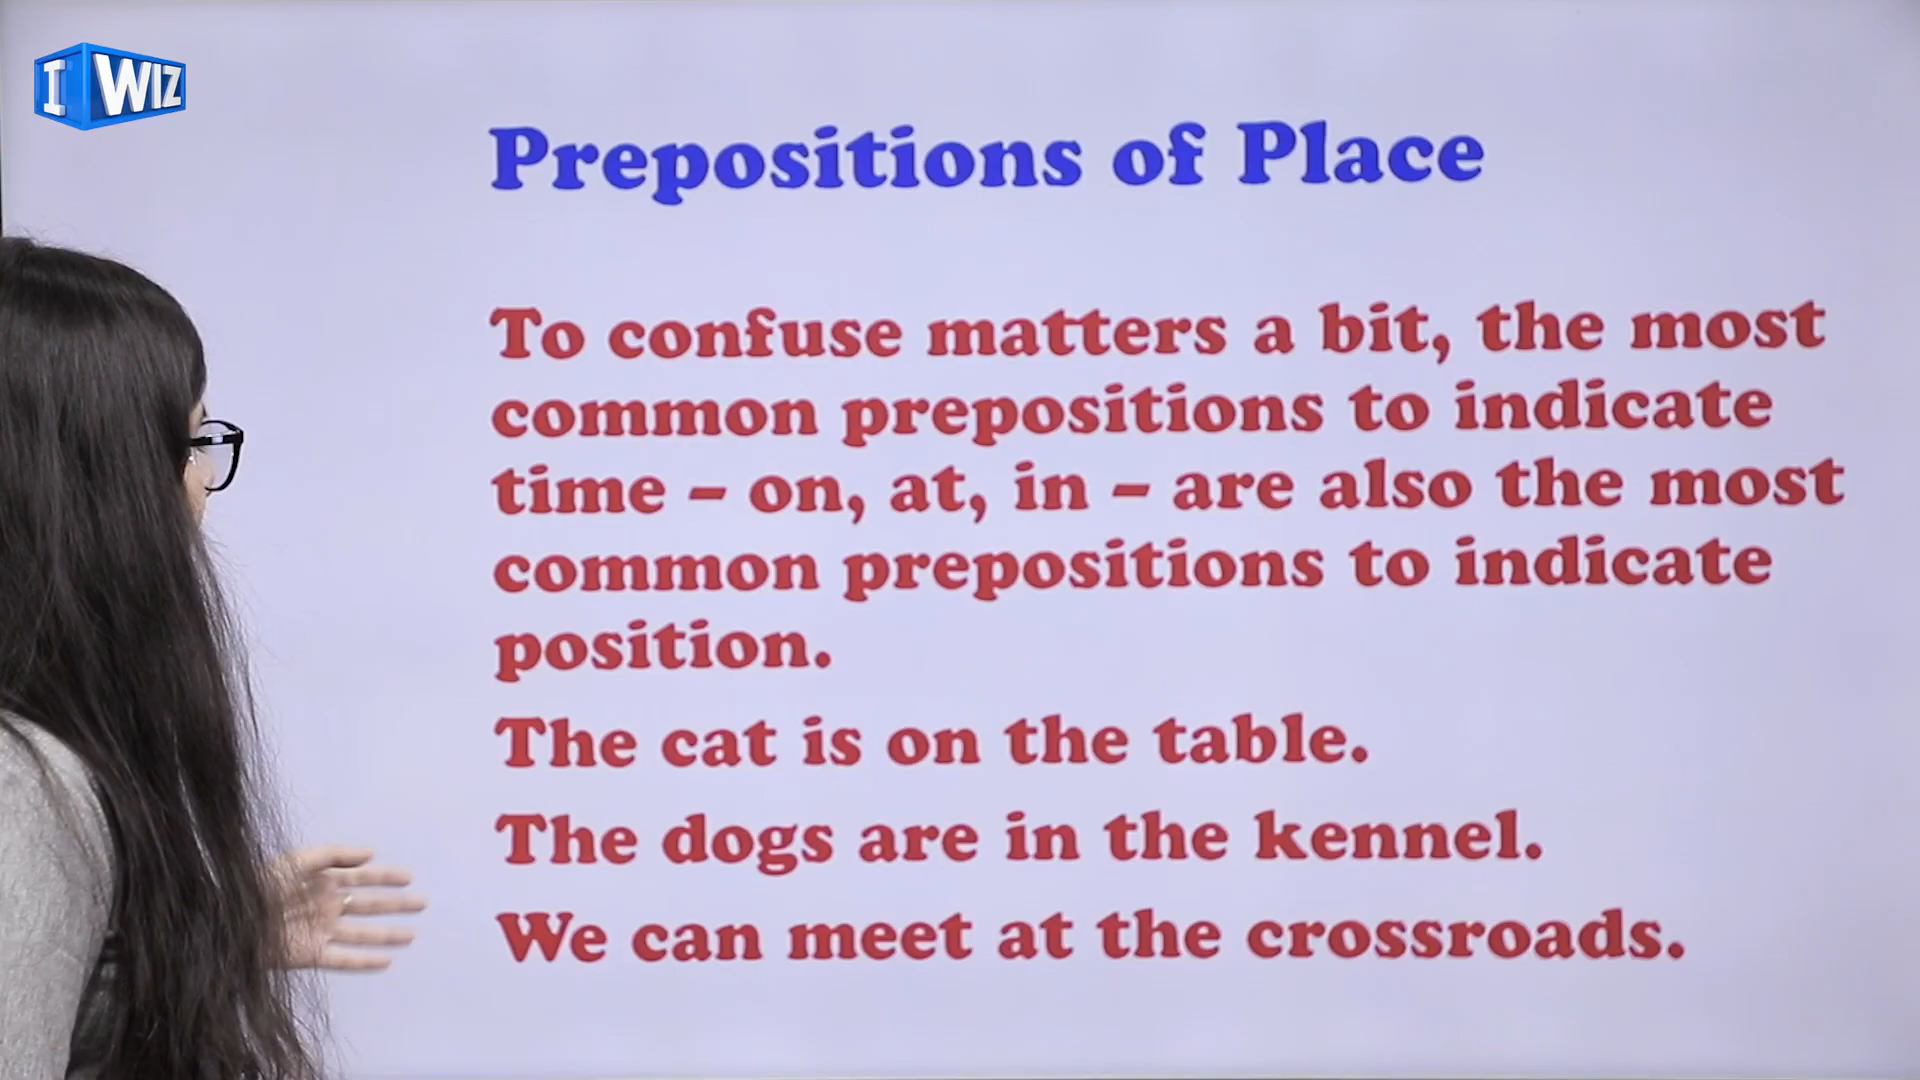 I WIZ
Prepositions of Place
To confuse matters a bit, the most
common prepositions to indicate
time – on, at, in – are also the most
common prepositions to indicate
position.
The cat is on the table.
The dogs are in the kennel.
We can meet at the crossroads.